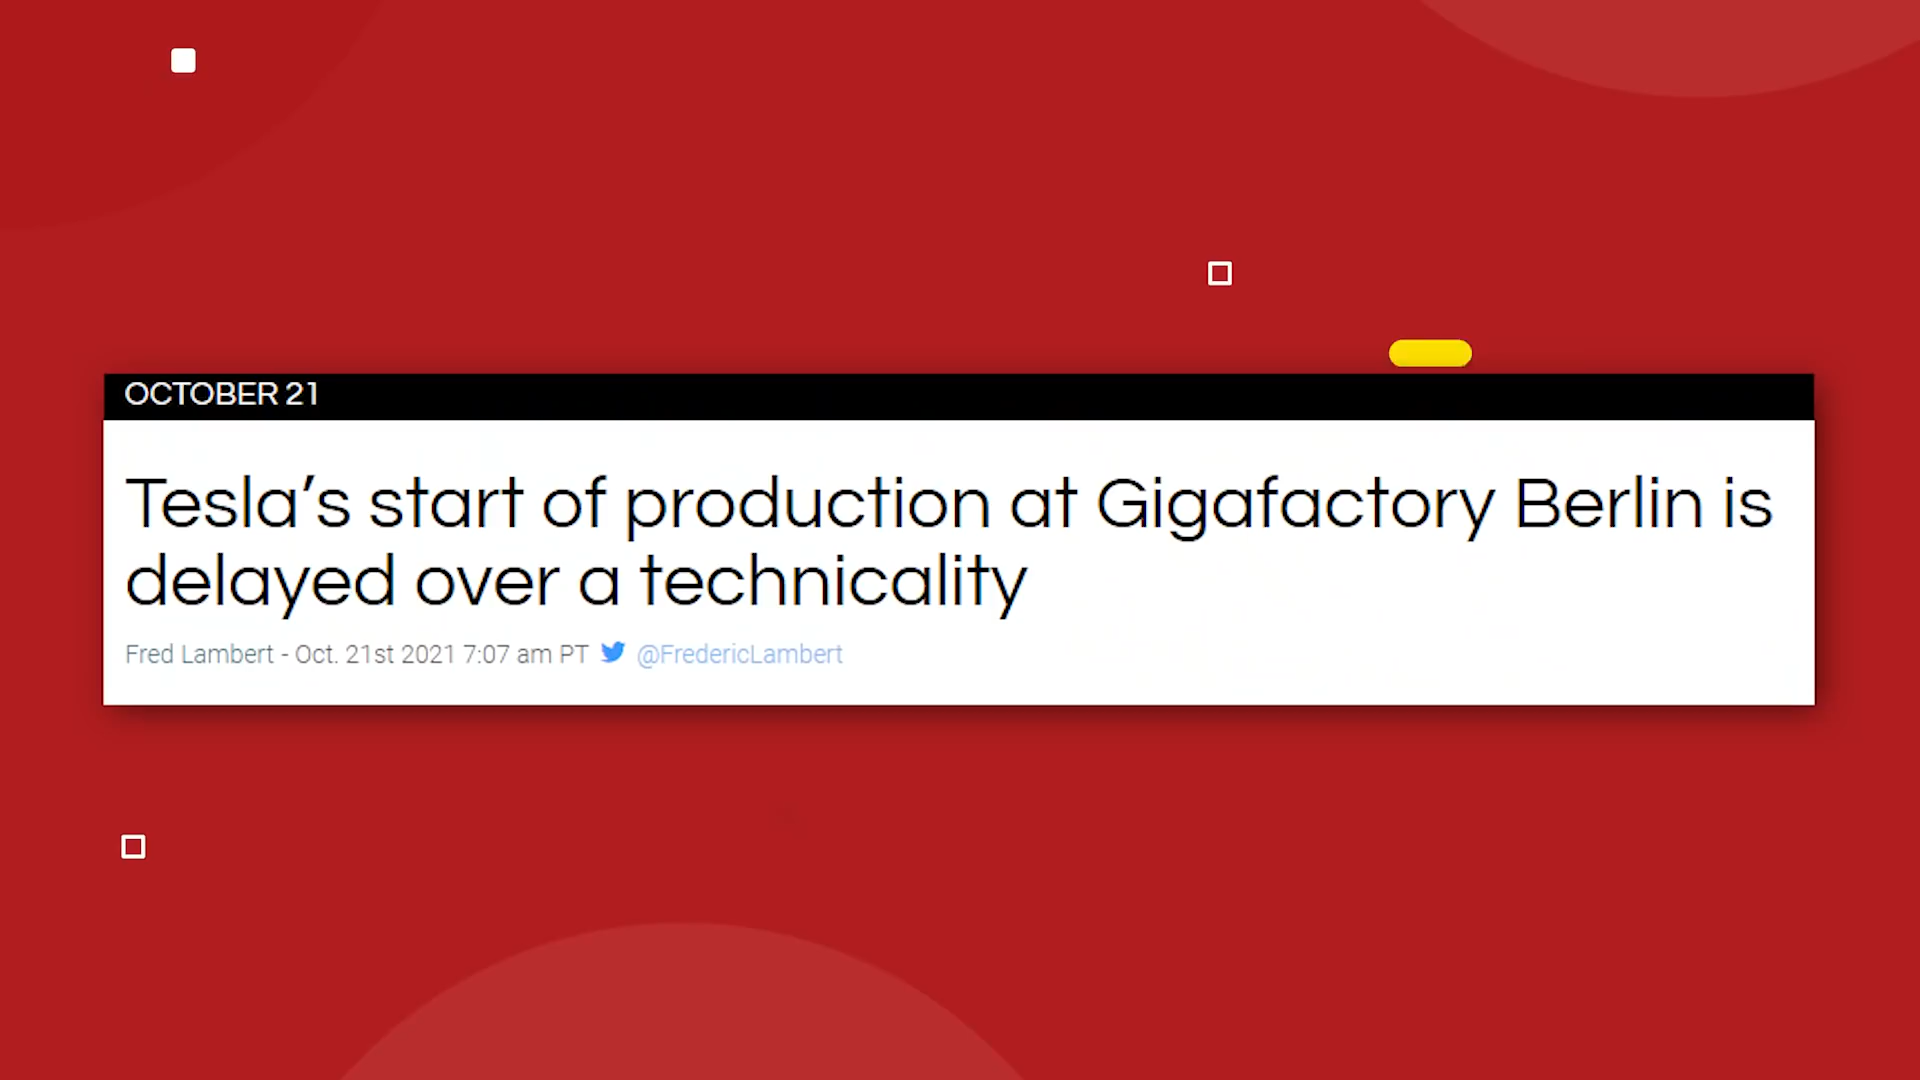 OCTOBER 21
Tesla’s start of production at Gigafactory Berlin is
delayed over a technicality
Fred Lambert - Oct. 21st 2021 7:07 am PT @FredericLambert